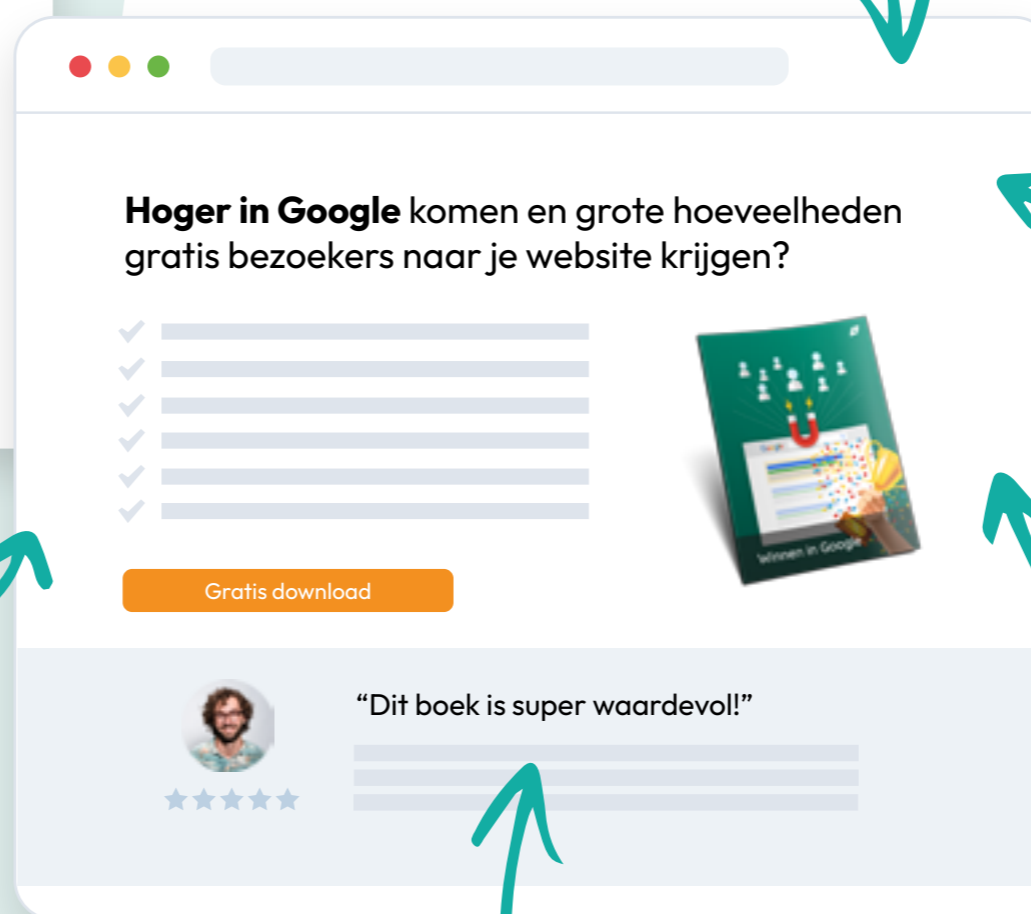 Hoger in Google komen en grote hoeveelheden
gratis bezoekers naar je website krijgen?
Google
Winnen in Google
Gratis download
“Dit boek is super waardevol!”